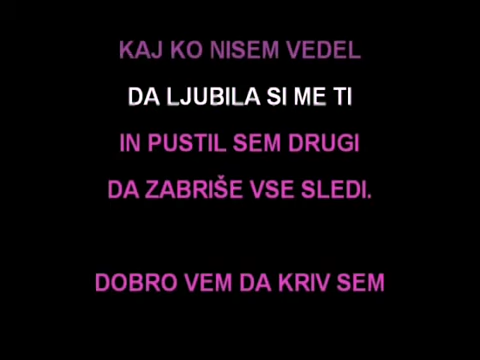 KAJ KO NISEM VEDEL
DA LJUBILA SI ME TI
IN PUSTIL SEM DRUGI
DA ZABRIŠE VSE SLEDI.
DOBRO VEM DA KRIV SEM